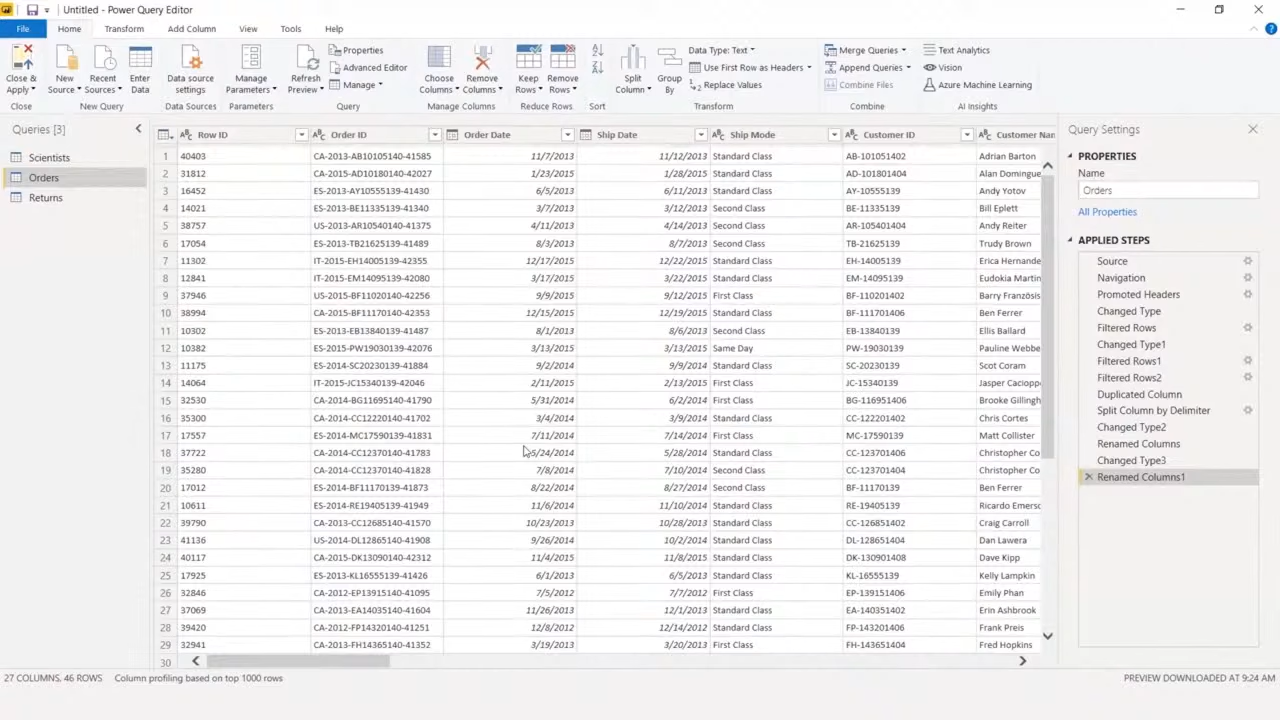 Untitled - Power Query Editor
File Home Transform Add Column View Tools Help
Close & Apply
New Source
Recent Sources
Enter Data
Data source settings
Manage Parameters
Refresh Preview
Properties
Advanced Editor
Manage
Choose Columns
Remove Columns
Keep Rows
Remove Rows
Split Column
Group By
Data Type: Text
Use First Row as Headers
Replace Values
Merge Queries
Append Queries
Combine Files
Text Analytics
Vision
Azure Machine Learning
Close New Query Data Sources Parameters Query Manage Columns Reduce Rows Sort Transform Combine AI Insights
Queries [3]
Scientists
Orders
Returns
Row ID Order ID Order Date Ship Date Ship Mode Customer ID Customer Nan
1 40403 CA-2013-AB10105140-41585 11/7/2013 11/12/2013 Standard Class AB-101051402 Adrian Barton
2 31812 CA-2015-AD10180140-42027 1/23/2015 1/28/2015 Standard Class AD-101801404 Alan Domingue
3 16452 ES-2013-AY10555139-41430 6/5/2013 6/11/2013 Standard Class AY-10555139 Andy Yotov
4 14021 ES-2013-BE11335139-41340 3/7/2013 3/12/2013 Second Class BE-11335139 Bill Eplett
5 38757 US-2013-AR10540140-41375 4/11/2013 4/14/2013 Second Class AR-105401404 Andy Reiter
6 17054 ES-2013-TB21625139-41489 8/3/2013 8/7/2013 Second Class TB-21625139 Trudy Brown
7 11302 IT-2015-EH14005139-42355 12/17/2015 12/22/2015 Standard Class EH-14005139 Erica Hernande
8 12841 IT-2015-EM14095139-42080 3/17/2015 3/22/2015 Standard Class EM-14095139 Eudokia Martin
9 37946 US-2015-BF11020140-42256 9/9/2015 9/12/2015 First Class BF-110201402 Barry Französis
10 38994 CA-2015-BF11170140-42353 12/15/2015 12/19/2015 Standard Class BF-111701406 Ben Ferrer
11 10302 ES-2013-EB13840139-41487 8/1/2013 8/6/2013 Second Class EB-13840139 Ellis Ballard
12 10382 ES-2015-PW19030139-42076 3/13/2015 3/13/2015 Same Day PW-19030139 Pauline Webbe
13 11175 ES-2014-SC20230139-41884 9/2/2014 9/9/2014 Standard Class SC-20230139 Scot Coram
14 14064 IT-2015-JC15340139-42046 2/11/2015 2/13/2015 First Class JC-15340139 Jasper Cacioppo
15 32530 CA-2014-BG11695140-41790 5/31/2014 6/2/2014 First Class BG-116951406 Brooke Gillingh
16 35300 CA-2014-CC12220140-41702 3/4/2014 3/9/2014 Standard Class CC-122201402 Chris Cortes
17 17557 ES-2014-MC17590139-41831 7/11/2014 7/14/2014 First Class MC-17590139 Matt Collister
18 37722 CA-2014-CC12370140-41783 5/24/2014 5/28/2014 Standard Class CC-123701406 Christopher Co
19 35280 CA-2014-CC12370140-41828 7/8/2014 7/10/2014 Second Class CC-123701404 Christopher Co
20 17012 ES-2014-BF11170139-41873 8/22/2014 8/27/2014 Second Class BF-11170139 Ben Ferrer
21 10611 ES-2014-RE19405139-41949 11/6/2014 11/10/2014 Standard Class RE-19405139 Ricardo Emerso
22 39790 CA-2013-CC12685140-41570 10/23/2013 10/28/2013 Standard Class CC-126851402 Craig Carroll
23 41136 US-2014-DL12865140-41908 9/26/2014 10/2/2014 Standard Class DL-128651404 Dan Lawera
24 40117 CA-2015-DK13090140-42312 11/4/2015 11/8/2015 Standard Class DK-130901408 Dave Kipp
25 17925 ES-2013-KL16555139-41426 6/1/2013 6/5/2013 Standard Class KL-16555139 Kelly Lampkin
26 32846 CA-2012-EP13915140-41095 7/5/2012 7/7/2012 First Class EP-139151406 Emily Phan
27 37069 CA-2013-EA14035140-41604 11/26/2013 12/1/2013 Standard Class EA-140351402 Erin Ashbrook
28 39420 CA-2012-FP14320140-41251 12/8/2012 12/14/2012 Standard Class FP-143201406 Frank Preis
29 32941 CA-2013-FH14365140-41352 3/19/2013 3/20/2013 First Class FH-143651404 Fred Hopkins
30
Query Settings
PROPERTIES
Name
Orders
All Properties
APPLIED STEPS
Source
Navigation
Promoted Headers
Changed Type
Filtered Rows
Changed Type1
Filtered Rows1
Filtered Rows2
Duplicated Column
Split Column by Delimiter
Changed Type2
Renamed Columns
Changed Type3
Renamed Columns1
27 COLUMNS, 46 ROWS Column profiling based on top 1000 rows PREVIEW DOWNLOADED AT 9:24 AM